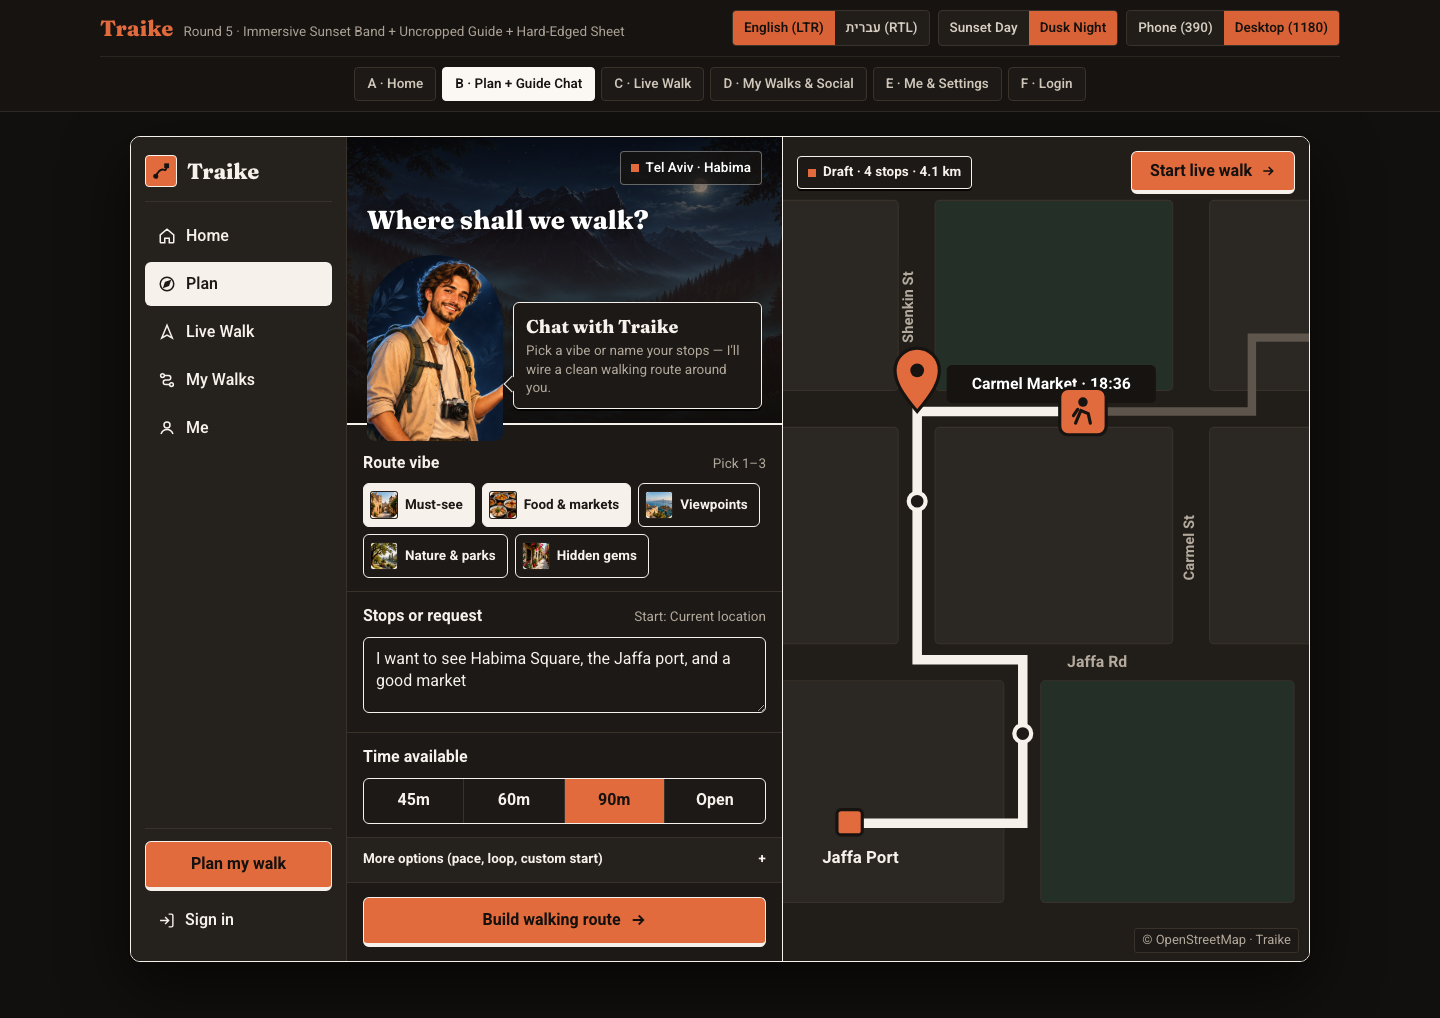 Traike
Round 5 · Immersive Sunset Band + Uncropped Guide + Hard-Edged Sheet
English (LTR)
עברית (RTL)
Sunset Day
Dusk Night
Phone (390)
Desktop (1180)
A · Home
B · Plan + Guide Chat
C · Live Walk
D · My Walks & Social
E · Me & Settings
F · Login
Traike
Home
Plan
Live Walk
My Walks
Me
Plan my walk
Sign in
Tel Aviv · Habima
Where shall we walk?
Chat with Traike
Pick a vibe or name your stops — I'll
wire a clean walking route around
you.
Route vibe
Pick 1–3
Must-see
Food & markets
Viewpoints
Nature & parks
Hidden gems
Stops or request
Start: Current location
I want to see Habima Square, the Jaffa port, and a
good market
Time available
45m
60m
90m
Open
More options (pace, loop, custom start)
+
Build walking route
Draft · 4 stops · 4.1 km
Start live walk
Shenkin St
Carmel Market · 18:36
Carmel St
Jaffa Rd
Jaffa Port
© OpenStreetMap · Traike